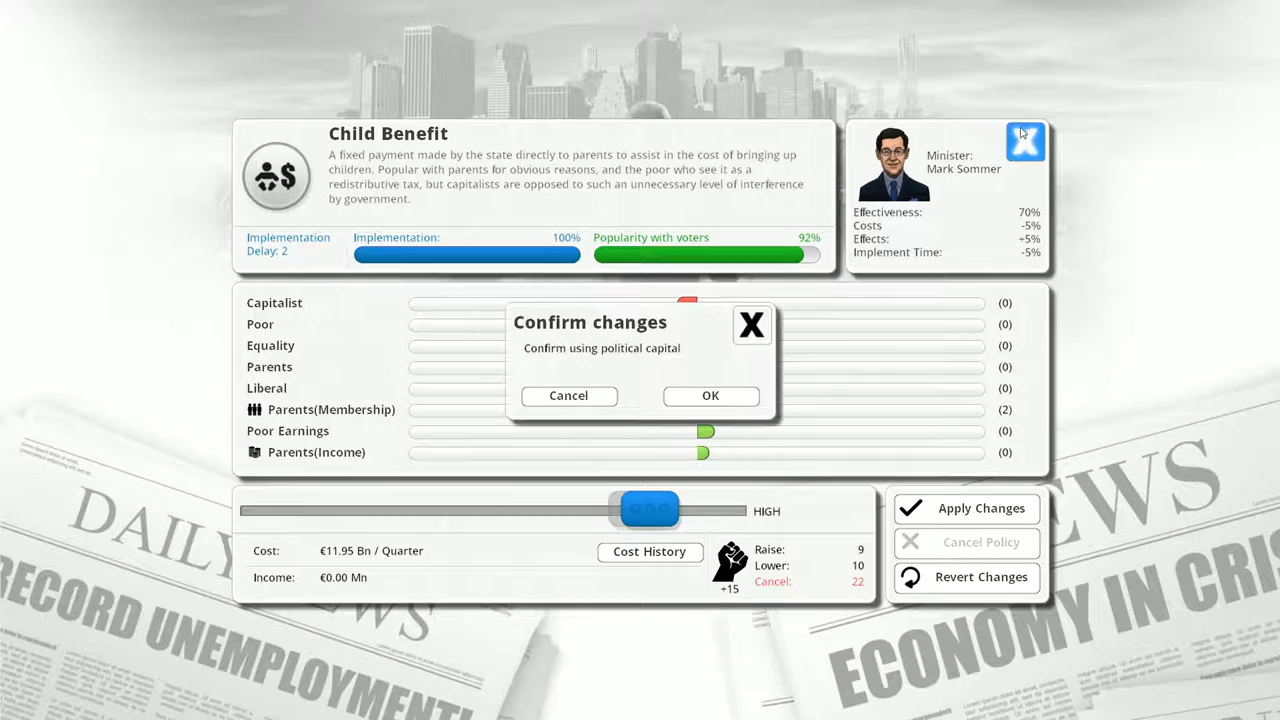 Child Benefit
A fixed payment made by the state directly to parents to assist in the cost of bringing up
children. Popular with parents for obvious reasons, and the poor who see it as a
redistributive tax, but capitalists are opposed to such an unnecessary level of interference
by government.
Implementation
Delay: 2
Implementation: 100%
Popularity with voters 92%
X
Minister:
Mark Sommer
Effectiveness: 70%
Costs -5%
Effects: +5%
Implement Time: -5%
Capitalist (0)
Poor (0)
Equality (0)
Parents (0)
Liberal (0)
Parents(Membership) (2)
Poor Earnings (0)
Parents(Income) (0)
Confirm changes X
Confirm using political capital
Cancel OK
HIGH
Cost: €11.95 Bn / Quarter
Income: €0.00 Mn
Cost History
+15
Raise: 9
Lower: 10
Cancel: 22
Apply Changes
Cancel Policy
Revert Changes
DAILY
NEWS
RECORD UNEMPLOYMENT!
NEWS
ECONOMY IN CRIS